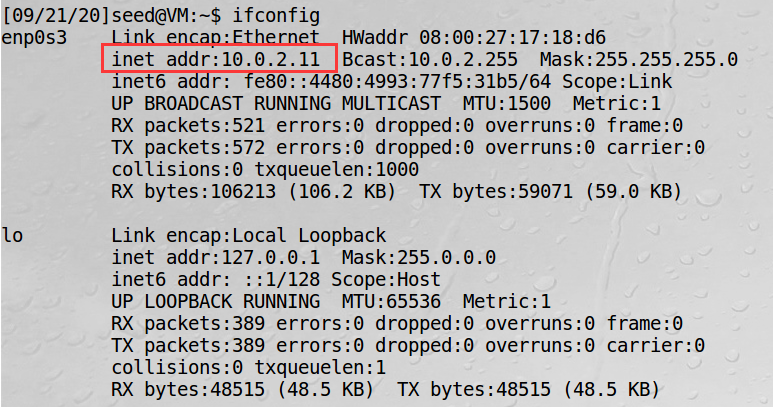 [09/21/20]seed@VM:~$ ifconfig
enp0s3    Link encap:Ethernet  HWaddr 08:00:27:17:18:d6
          inet addr:10.0.2.11  Bcast:10.0.2.255  Mask:255.255.255.0
          inet6 addr: fe80::4480:4993:77f5:31b5/64 Scope:Link
          UP BROADCAST RUNNING MULTICAST  MTU:1500  Metric:1
          RX packets:521 errors:0 dropped:0 overruns:0 frame:0
          TX packets:572 errors:0 dropped:0 overruns:0 carrier:0
          collisions:0 txqueuelen:1000
          RX bytes:106213 (106.2 KB)  TX bytes:59071 (59.0 KB)

lo        Link encap:Local Loopback
          inet addr:127.0.0.1  Mask:255.0.0.0
          inet6 addr: ::1/128 Scope:Host
          UP LOOPBACK RUNNING  MTU:65536  Metric:1
          RX packets:389 errors:0 dropped:0 overruns:0 frame:0
          TX packets:389 errors:0 dropped:0 overruns:0 carrier:0
          collisions:0 txqueuelen:1
          RX bytes:48515 (48.5 KB)  TX bytes:48515 (48.5 KB)